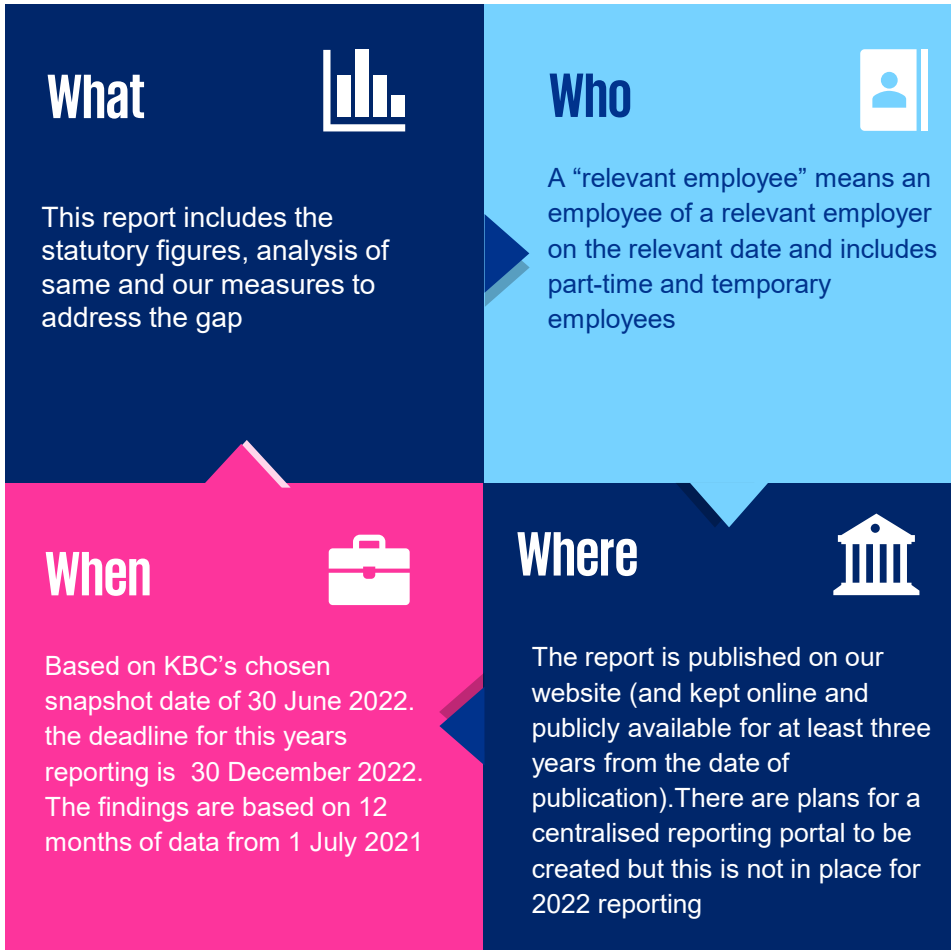 What
This report includes the
statutory figures, analysis of
same and our measures to
address the gap
Who
A “relevant employee” means an
employee of a relevant employer
on the relevant date and includes
part-time and temporary
employees
When
Based on KBC’s chosen
snapshot date of 30 June 2022.
the deadline for this years
reporting is  30 December 2022.
The findings are based on 12
months of data from 1 July 2021
Where
The report is published on our
website (and kept online and
publicly available for at least three
years from the date of
publication).There are plans for a
centralised reporting portal to be
created but this is not in place for
2022 reporting